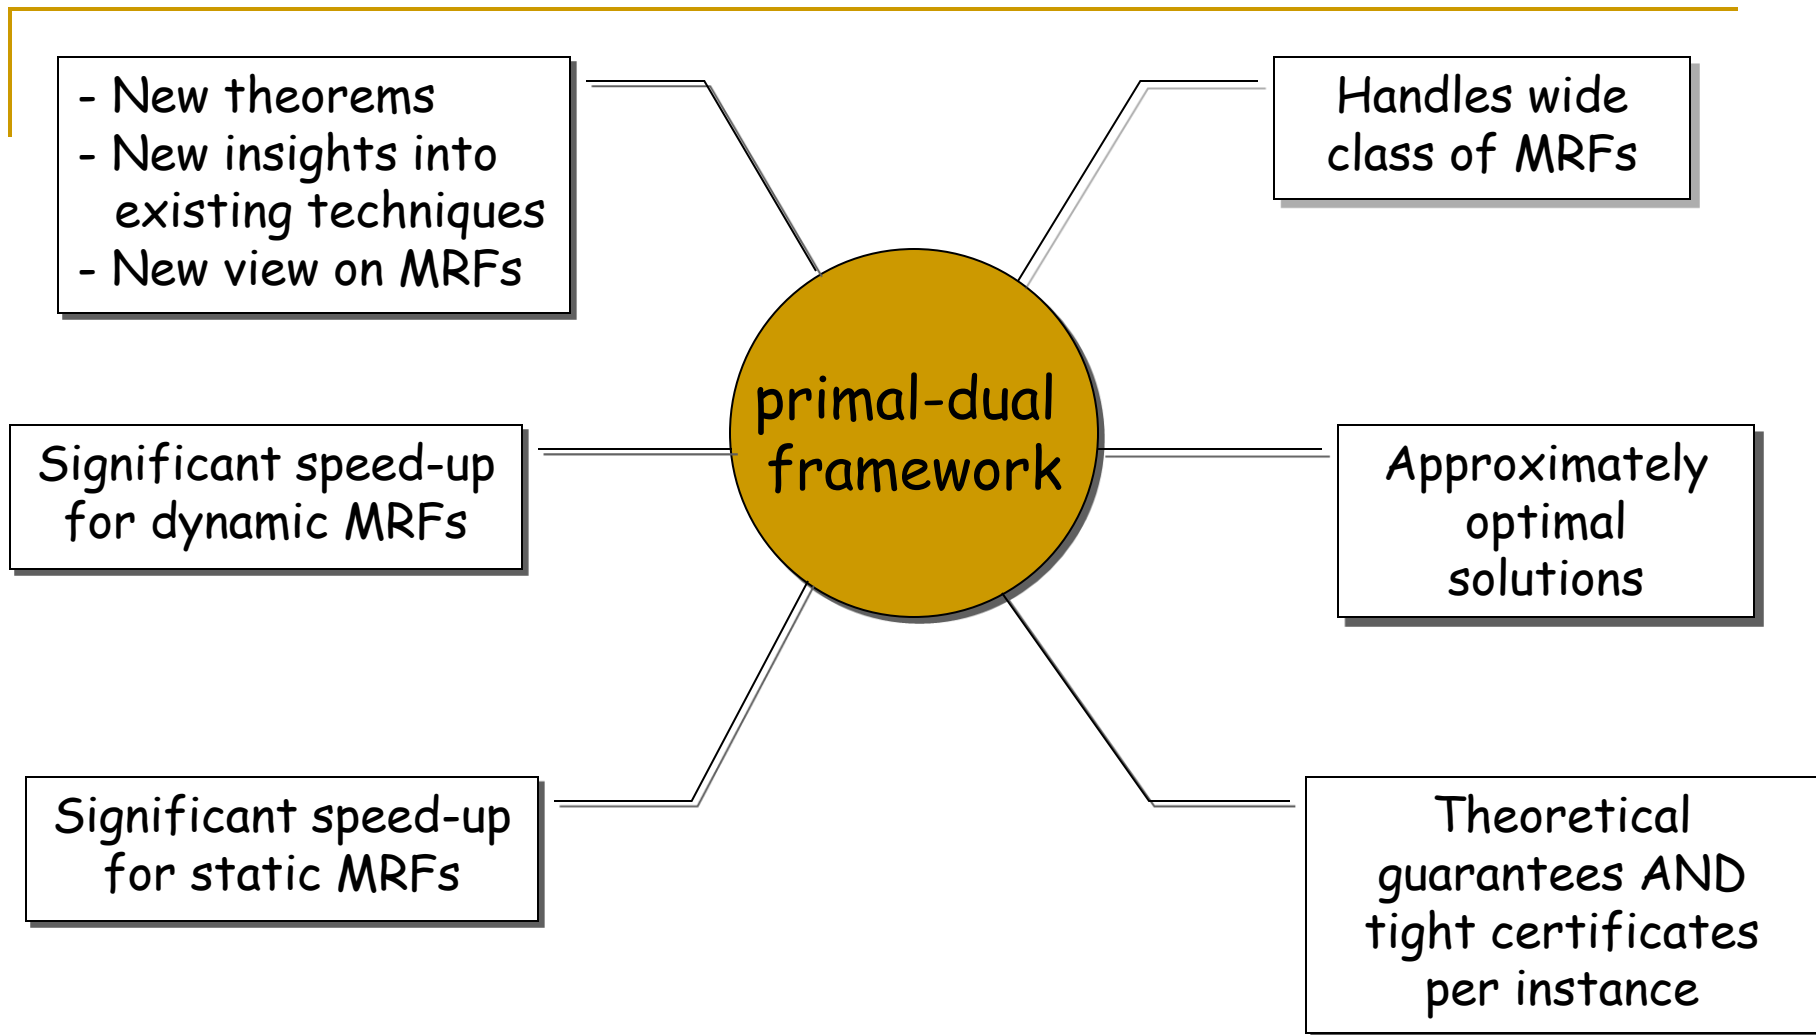 - New theorems
- New insights into
existing techniques
- New view on MRFs
Handles wide
class of MRFs
primal-dual
framework
Significant speed-up
for dynamic MRFs
Approximately
optimal
solutions
Significant speed-up
for static MRFs
Theoretical
guarantees AND
tight certificates
per instance